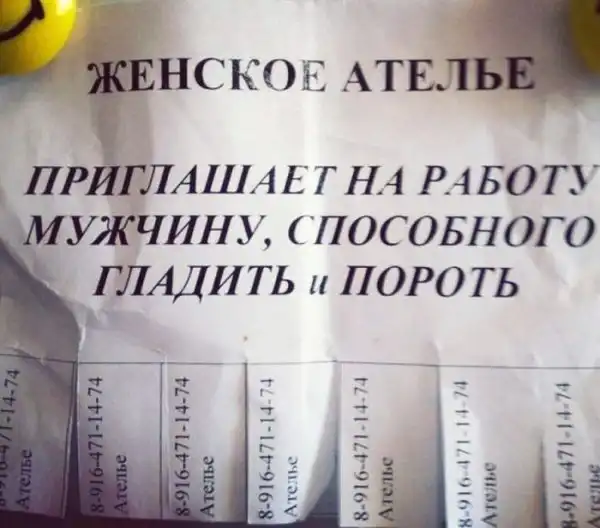 ЖЕНСКОЕ АТЕЛЬЕ
ПРИГЛАШАЕТ НА РАБОТУ
МУЖЧИНУ, СПОСОБНОГО
ГЛАДИТЬ и ПОРОТЬ
8-916-471-14-74
Ателье
8-916-471-14-74
Ателье
8-916-471-14-74
Ателье
8-916-471-14-74
Ателье
8-916-471-14-74
Ателье
8-916-471-14-74
Ателье
8-916-471-14-74
Ателье